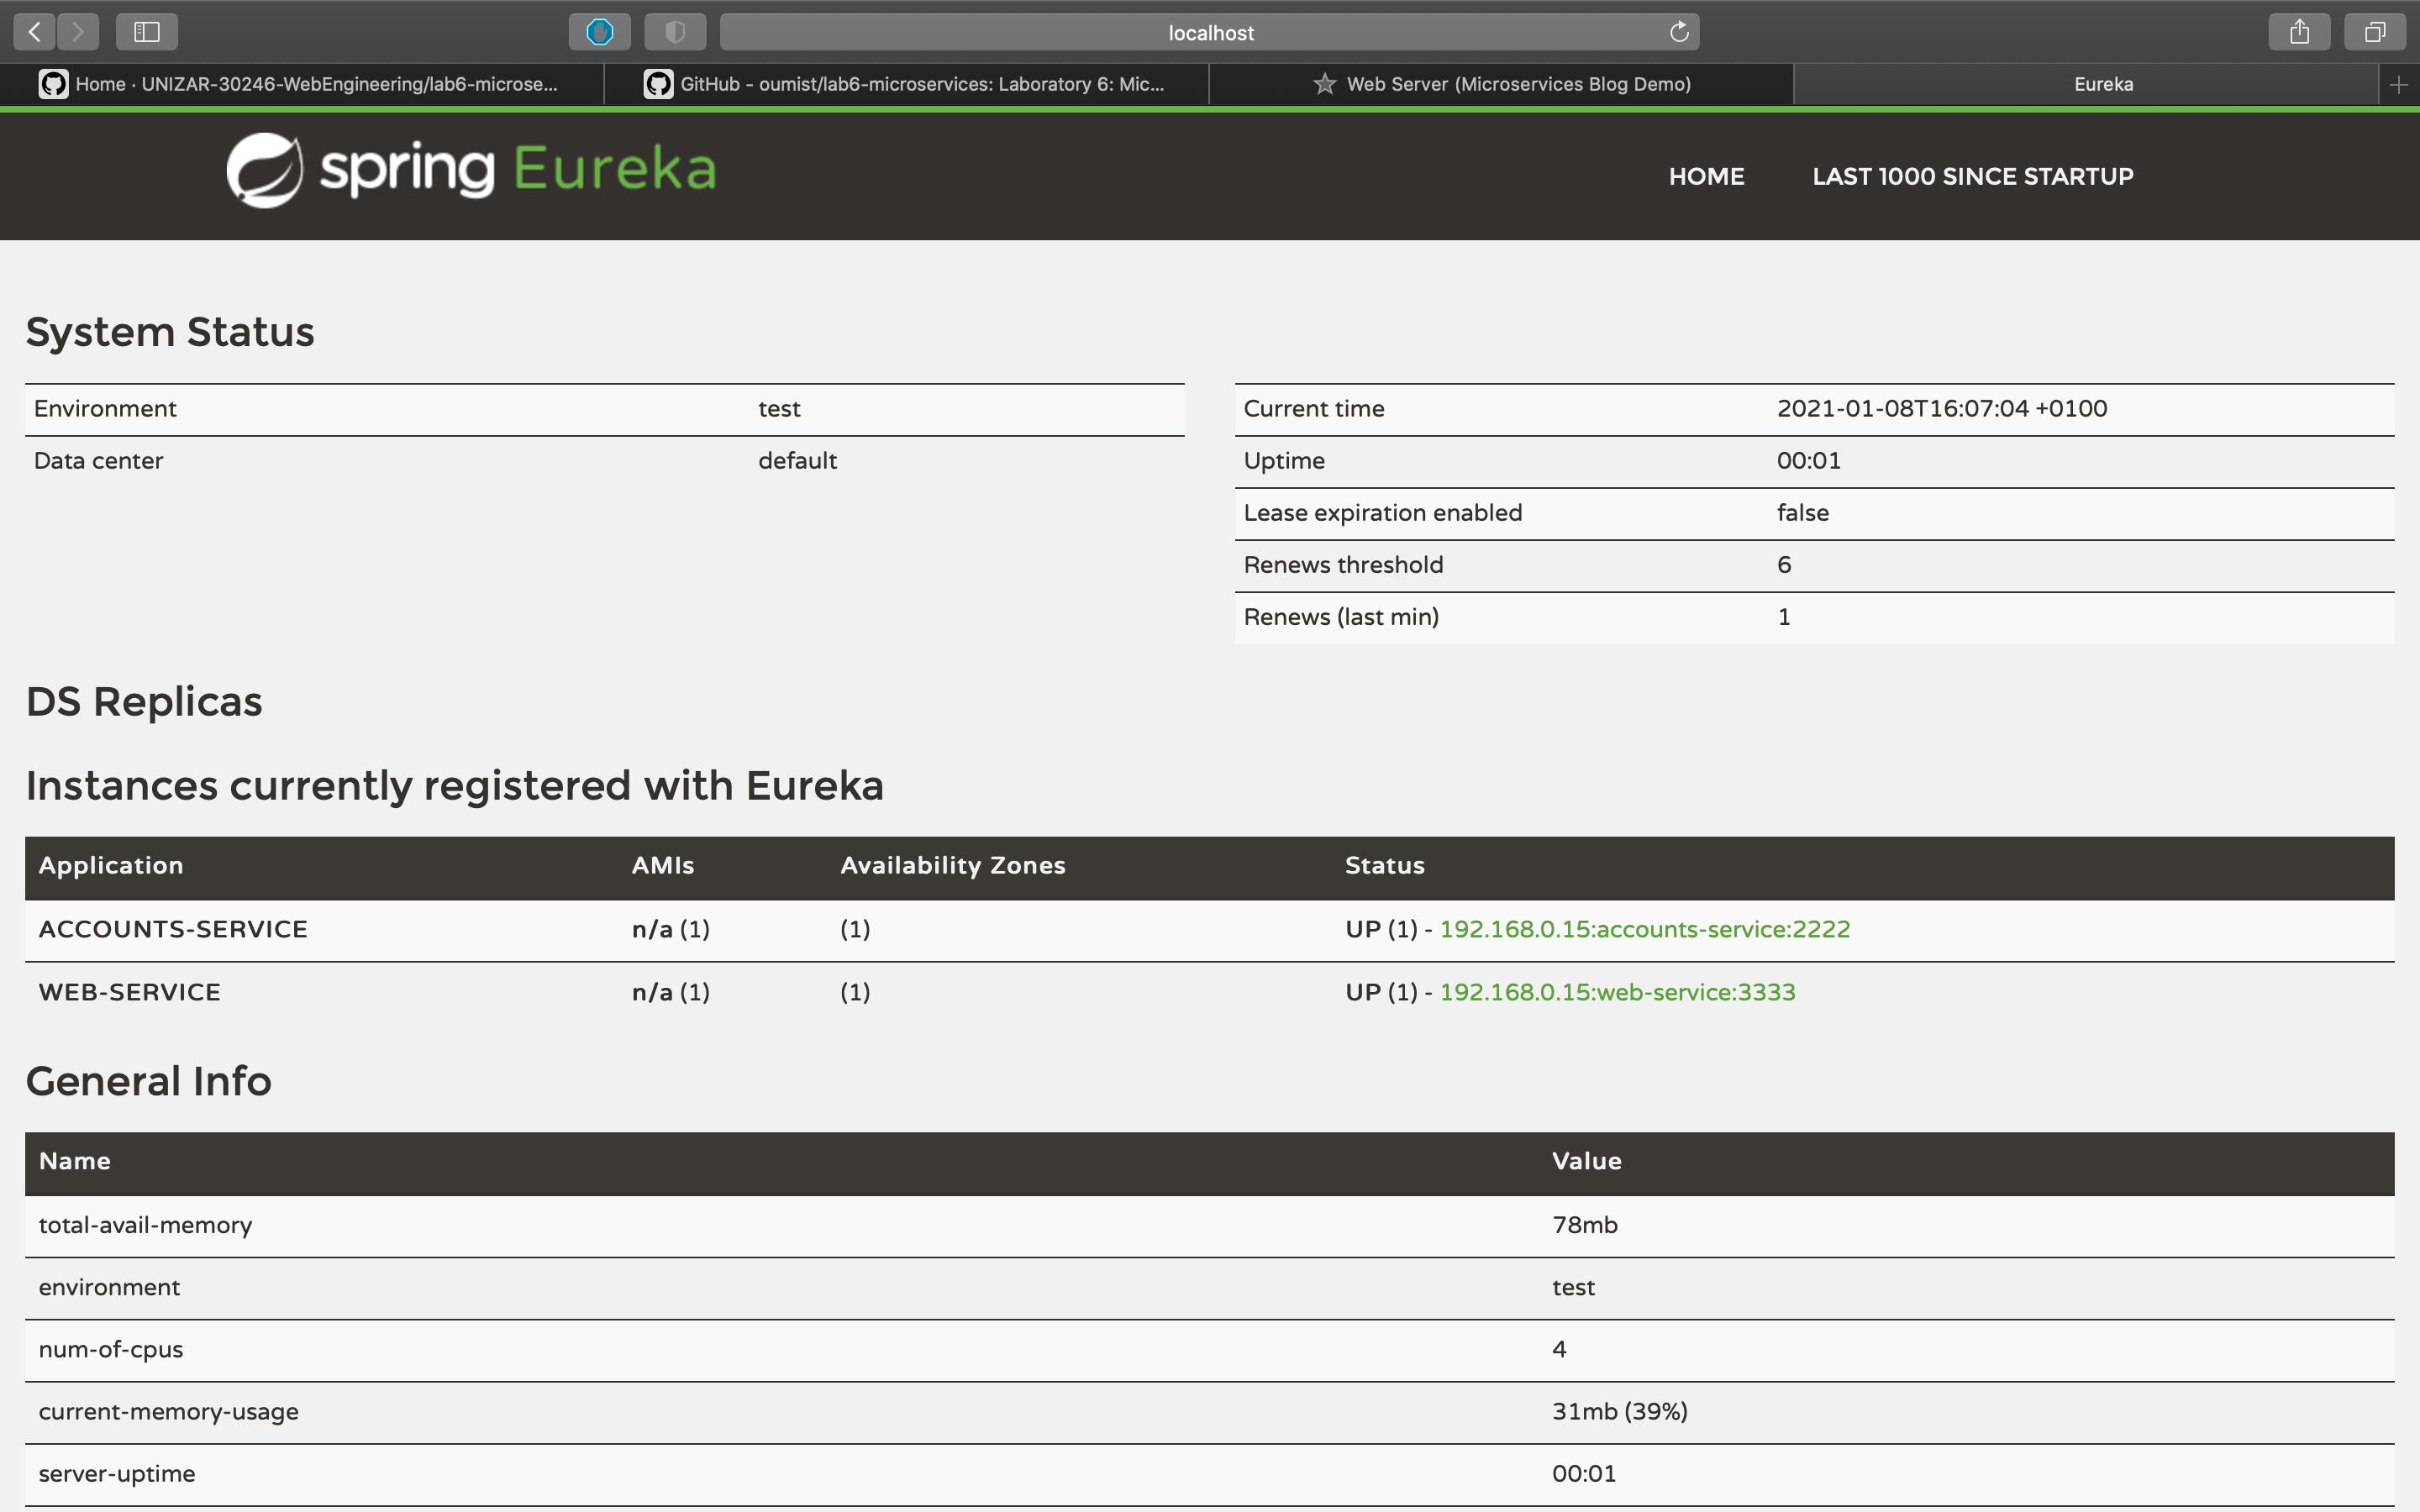 localhost
Home · UNIZAR-30246-WebEngineering/lab6-microse...
GitHub - oumist/lab6-microservices: Laboratory 6: Mic...
Web Server (Microservices Blog Demo)
Eureka
spring Eureka
HOME
LAST 1000 SINCE STARTUP
System Status
Environment test
Data center default
Current time 2021-01-08T16:07:04 +0100
Uptime 00:01
Lease expiration enabled false
Renews threshold 6
Renews (last min) 1
DS Replicas
Instances currently registered with Eureka
Application AMIs Availability Zones Status
ACCOUNTS-SERVICE n/a (1) (1) UP (1) - 192.168.0.15:accounts-service:2222
WEB-SERVICE n/a (1) (1) UP (1) - 192.168.0.15:web-service:3333
General Info
Name Value
total-avail-memory 78mb
environment test
num-of-cpus 4
current-memory-usage 31mb (39%)
server-uptime 00:01